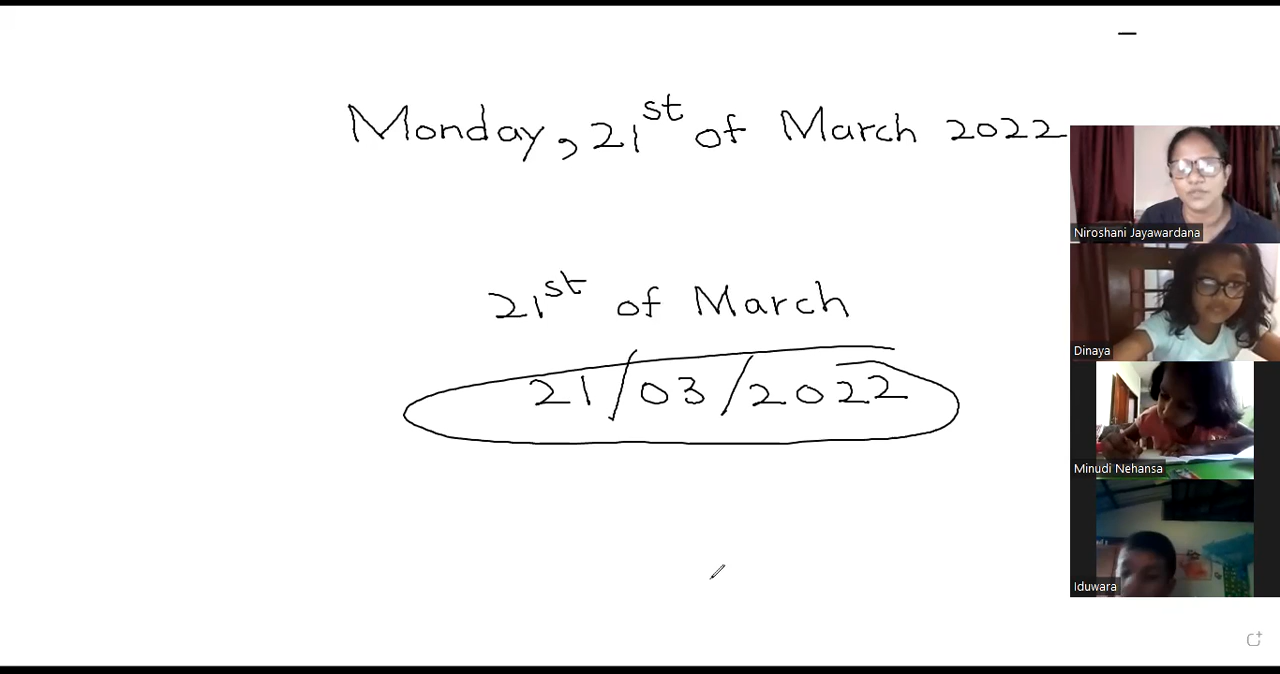 Monday, 21st of March 2022
21st of March
21/03/2022
Niroshani Jayawardana
Dinaya
Minudi Nehansa
Iduwara